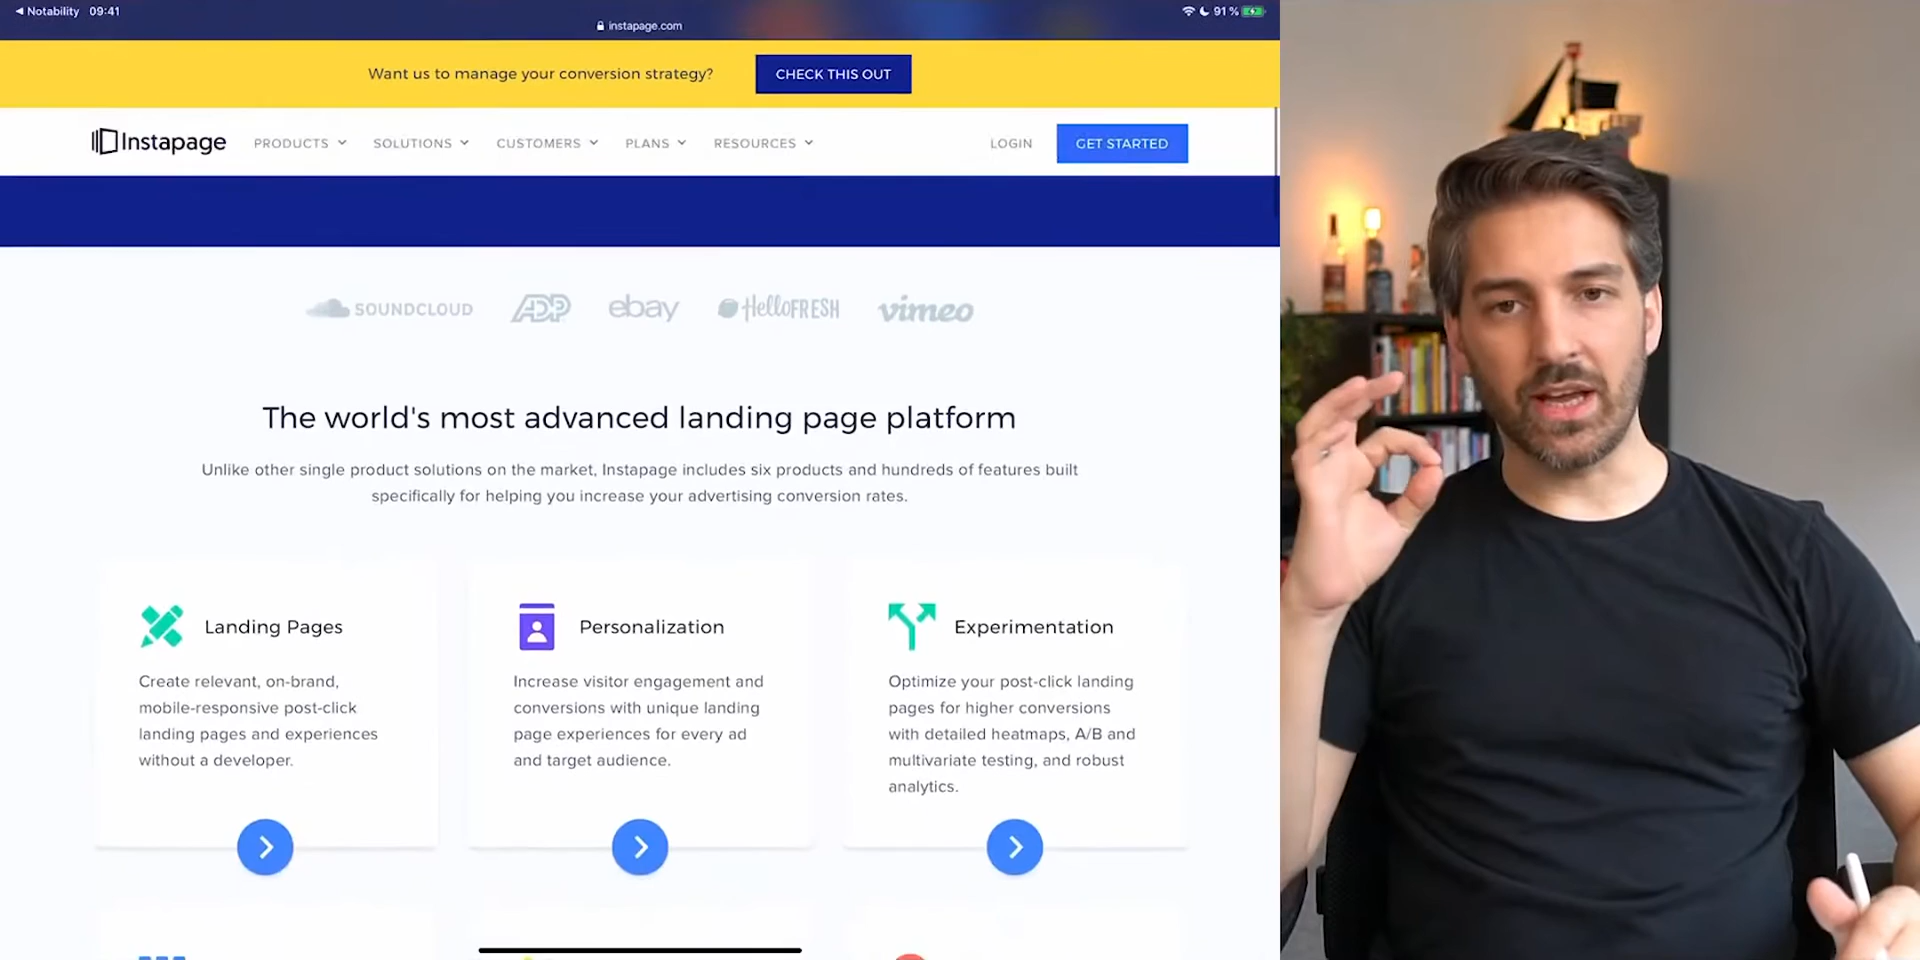 ◀ Notability 09:41
instapage.com
91 %
Want us to manage your conversion strategy?
CHECK THIS OUT
Instapage PRODUCTS SOLUTIONS CUSTOMERS PLANS RESOURCES LOGIN GET STARTED
SOUNDCLOUD ADP ebay HelloFRESH vimeo
The world's most advanced landing page platform
Unlike other single product solutions on the market, Instapage includes six products and hundreds of features built
specifically for helping you increase your advertising conversion rates.
Landing Pages
Create relevant, on-brand,
mobile-responsive post-click
landing pages and experiences
without a developer.
Personalization
Increase visitor engagement and
conversions with unique landing
page experiences for every ad
and target audience.
Experimentation
Optimize your post-click landing
pages for higher conversions
with detailed heatmaps, A/B and
multivariate testing, and robust
analytics.